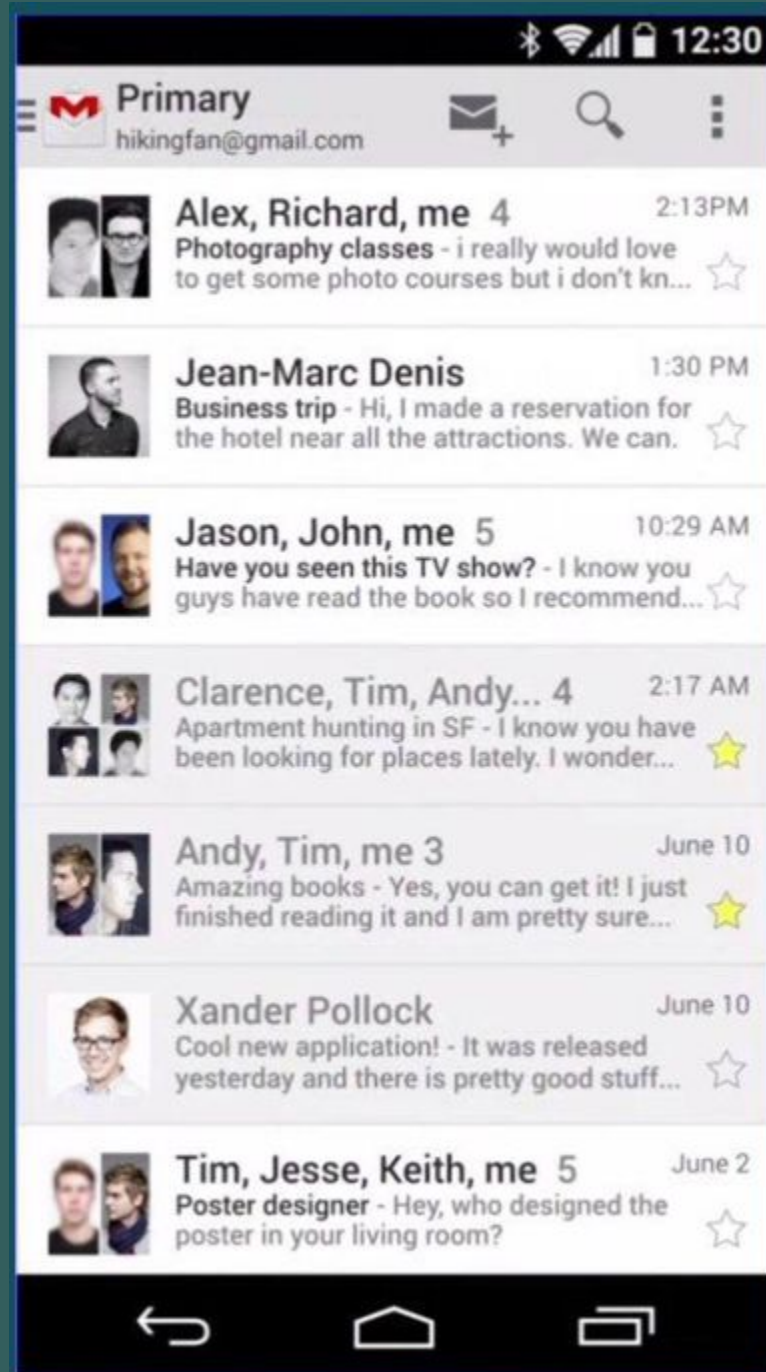 12:30
Primary
hikingfan@gmail.com
Alex, Richard, me 4 2:13PM
Photography classes - i really would love
to get some photo courses but i don't kn...
Jean-Marc Denis 1:30 PM
Business trip - Hi, I made a reservation for
the hotel near all the attractions. We can.
Jason, John, me 5 10:29 AM
Have you seen this TV show? - I know you
guys have read the book so I recommend...
Clarence, Tim, Andy... 4 2:17 AM
Apartment hunting in SF - I know you have
been looking for places lately. I wonder...
Andy, Tim, me 3 June 10
Amazing books - Yes, you can get it! I just
finished reading it and I am pretty sure...
Xander Pollock June 10
Cool new application! - It was released
yesterday and there is pretty good stuff...
Tim, Jesse, Keith, me 5 June 2
Poster designer - Hey, who designed the
poster in your living room?